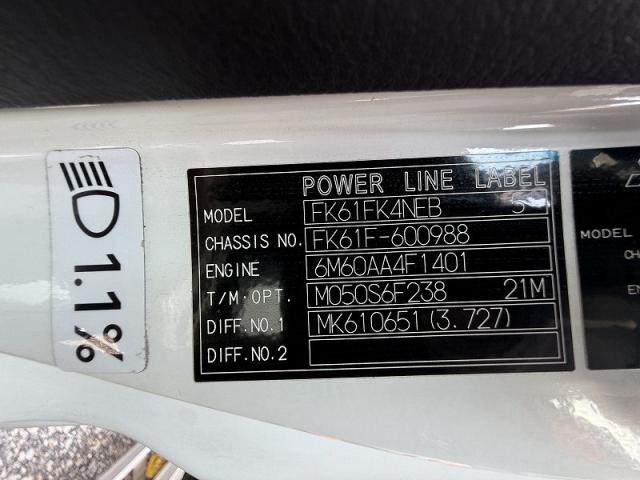 POWER LINE LABEL
MODEL FK61FK4NEB 5
CHASSIS NO. FK61F-600988
ENGINE 6M60AA4F1401
T/M·OPT. M050S6F238 21M
DIFF.NO.1 MK610651(3.727)
DIFF.NO.2
1.1%
MODEL